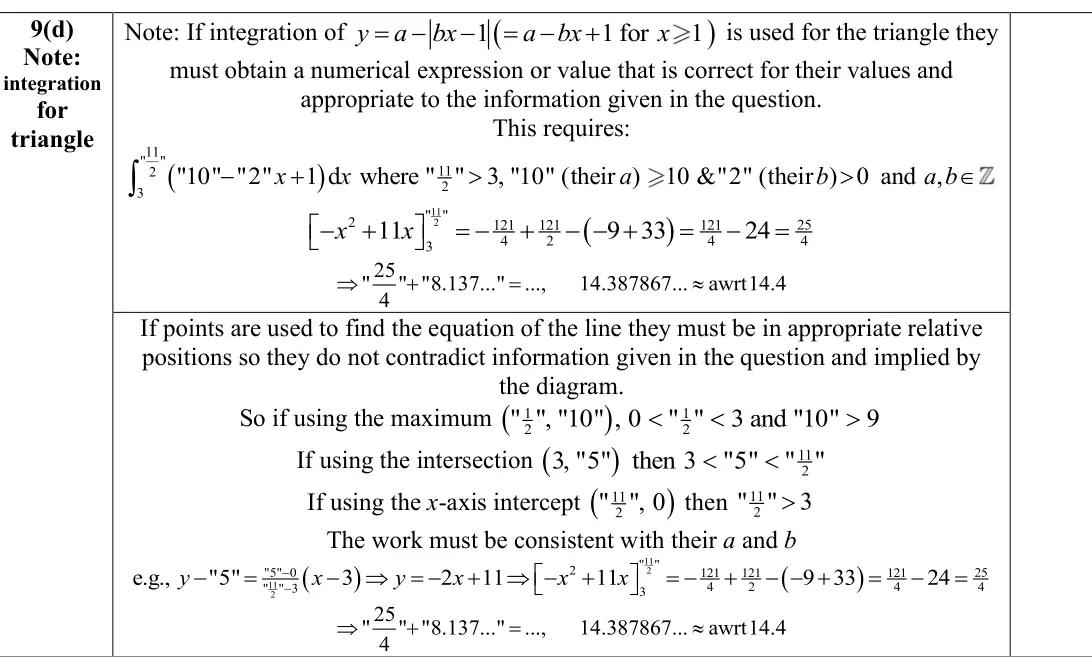 9(d)
Note:
integration
for
triangle
Note: If integration of y = a − |bx − 1| (= a − bx + 1 for x ⩾ 1) is used for the triangle they
must obtain a numerical expression or value that is correct for their values and
appropriate to the information given in the question.
This requires:
∫₃^{"11/2"} ("10"−"2"x + 1)dx where "11/2" > 3, "10" (their a) ⩾ 10 & "2" (their b) > 0 and a, b ∈ ℤ
[−x² + 11x]₃^{"11/2"} = −121/4 + 121/2 − (−9 + 33) = 121/4 − 24 = 25/4
⇒ "25/4" + "8.137..." = ..., 14.387867... ≈ awrt14.4
If points are used to find the equation of the line they must be in appropriate relative
positions so they do not contradict information given in the question and implied by
the diagram.
So if using the maximum ("1/2", "10"), 0 < "1/2" < 3 and "10" > 9
If using the intersection (3, "5") then 3 < "5" < "11/2"
If using the x-axis intercept ("11/2", 0) then "11/2" > 3
The work must be consistent with their a and b
e.g., y − "5" = ("5"−0)/("11/2"−3) (x − 3) ⇒ y = −2x + 11 ⇒ [−x² + 11x]₃^{"11/2"} = −121/4 + 121/2 − (−9 + 33) = 121/4 − 24 = 25/4
⇒ "25/4" + "8.137..." = ..., 14.387867... ≈ awrt14.4